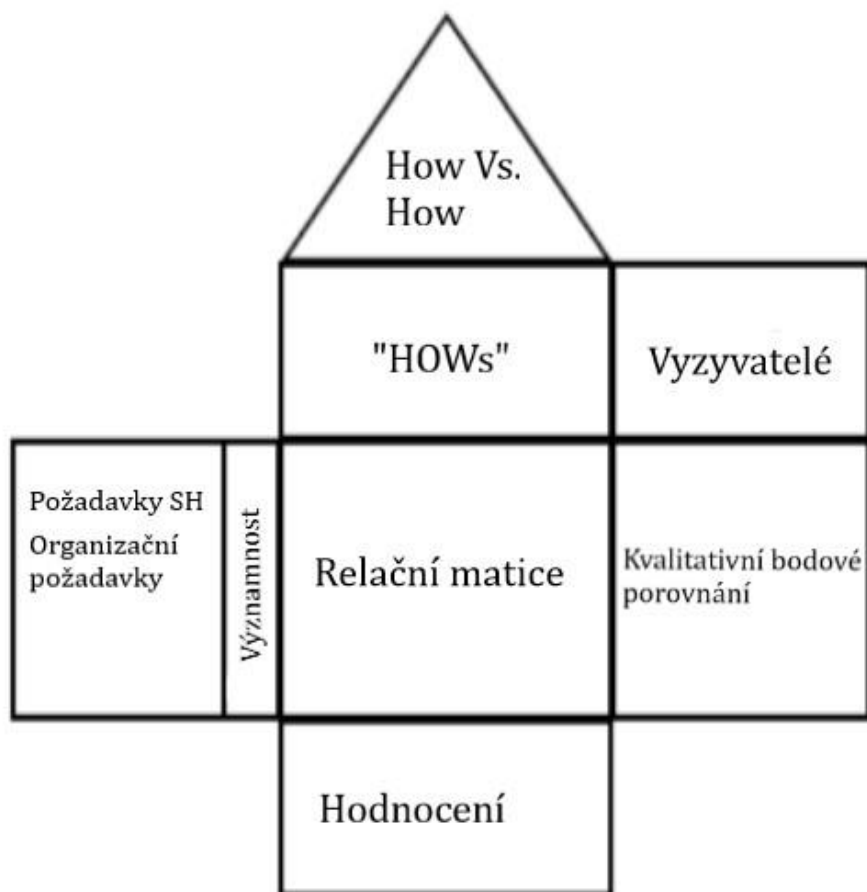 How Vs.
How
"HOWs"
Vyzyvatelé
Požadavky SH
Organizační
požadavky
Významnost
Relační matice
Kvalitativní bodové
porovnání
Hodnocení